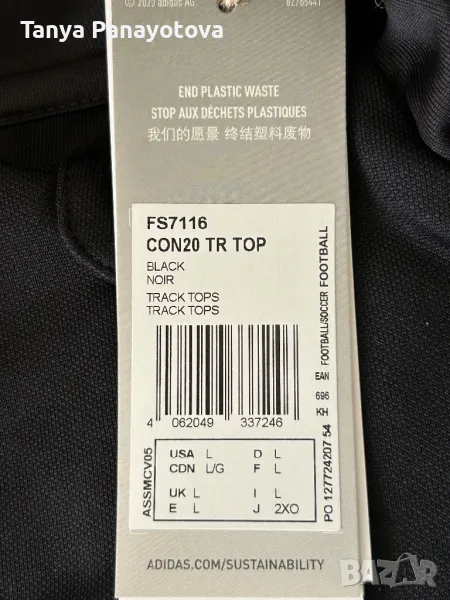 © 2020 adidas AG
Tanya Panayotova
END PLASTIC WASTE
STOP AUX DÉCHETS PLASTIQUES
我们的愿景 终结塑料废物
FS7116
CON20 TR TOP
BLACK
NOIR
TRACK TOPS
TRACK TOPS
4 062049 337246
USA L D L
CDN L/G F L
UK L I L
E L J 2XO
ASSMCV05
FOOTBALL/SOCCER FOOTBALL
EAN
696
KH
PO 127724207 54
ADIDAS.COM/SUSTAINABILITY
bazar